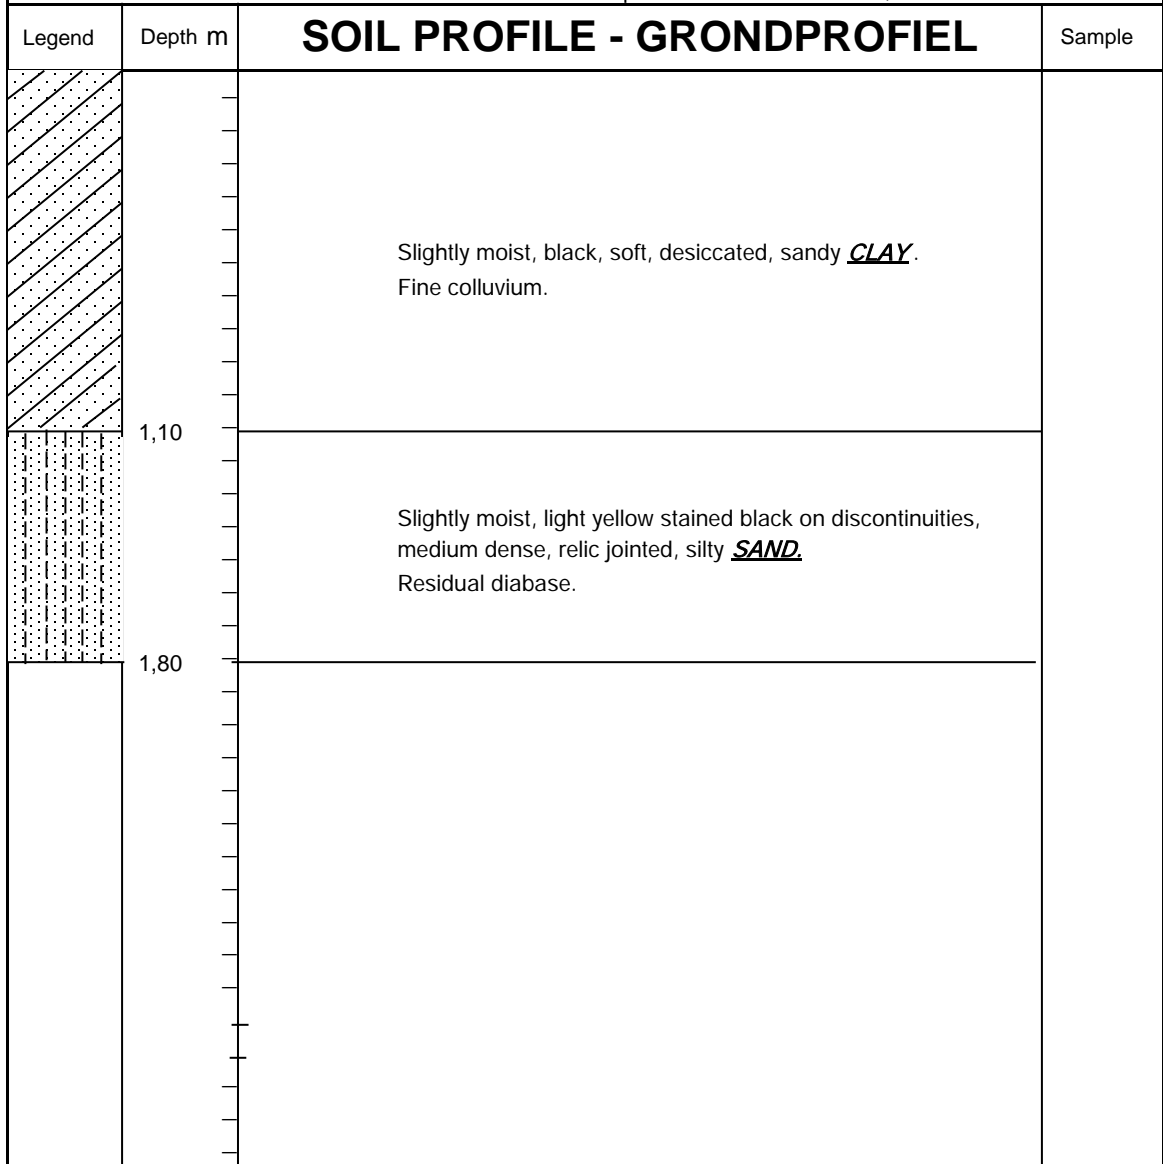 Legend Depth m SOIL PROFILE - GRONDPROFIEL Sample
Slightly moist, black, soft, desiccated, sandy CLAY.
Fine colluvium.
1,10
Slightly moist, light yellow stained black on discontinuities,
medium dense, relic jointed, silty SAND.
Residual diabase.
1,80